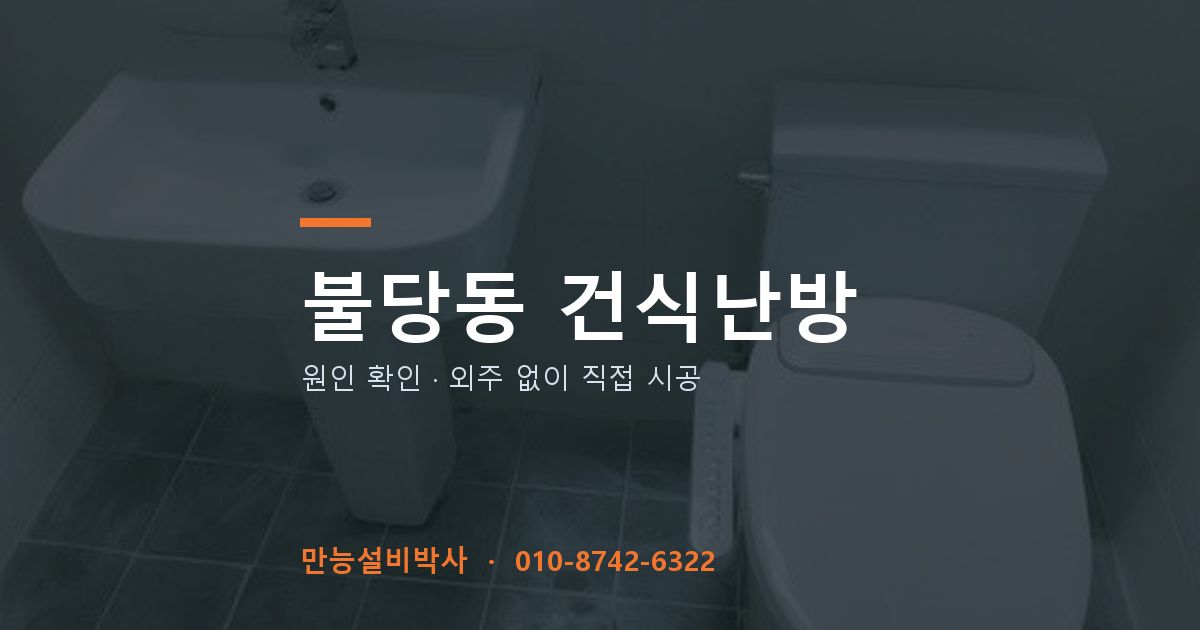 불당동 건식난방
원인 확인 · 외주 없이 직접 시공
만능설비박사 · 010-8742-6322